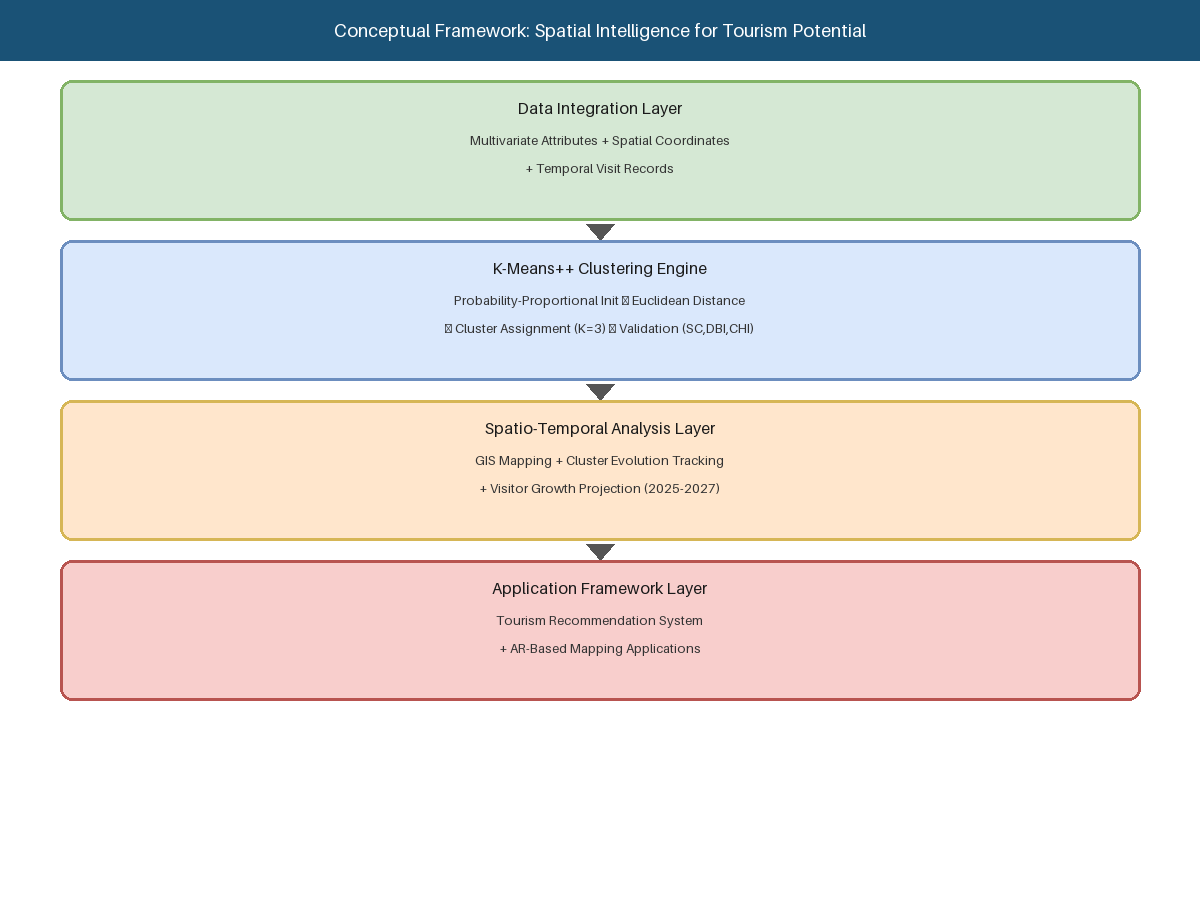 Conceptual Framework: Spatial Intelligence for Tourism Potential
Data Integration Layer
Multivariate Attributes + Spatial Coordinates
+ Temporal Visit Records
K-Means++ Clustering Engine
Probability-Proportional Init Euclidean Distance
Cluster Assignment (K=3) Validation (SC,DBI,CHI)
Spatio-Temporal Analysis Layer
GIS Mapping + Cluster Evolution Tracking
+ Visitor Growth Projection (2025-2027)
Application Framework Layer
Tourism Recommendation System
+ AR-Based Mapping Applications